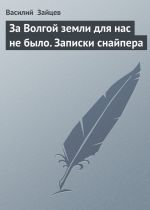 Василий Зайцев
За Волгой земли для нас
не было. Записки снайпера